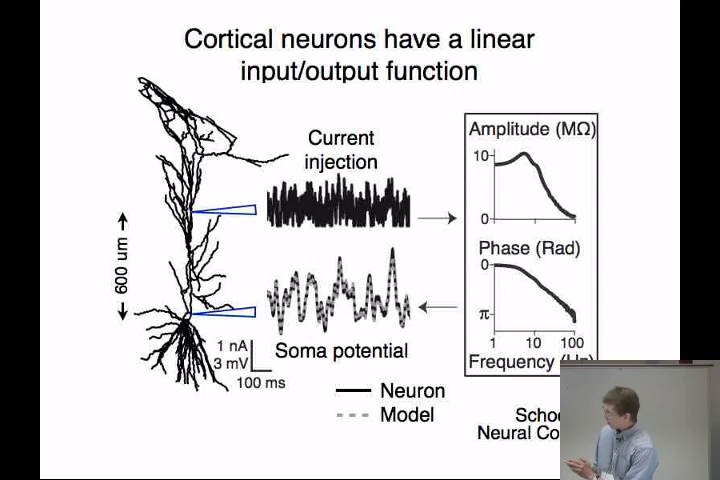 Cortical neurons have a linear
input/output function
Current
injection
600 um
Soma potential
1 nA
3 mV
100 ms
Neuron
Model
Amplitude (MΩ)
10
0
Phase (Rad)
0
π
1 10 100
Frequency
Neural